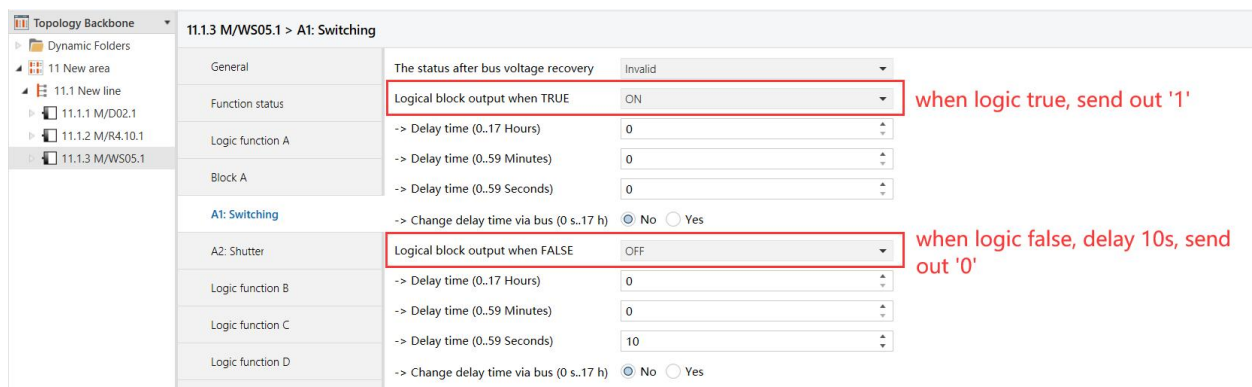 Topology Backbone
Dynamic Folders
11 New area
11.1 New line
11.1.1 M/D02.1
11.1.2 M/R4.10.1
11.1.3 M/WS05.1
11.1.3 M/WS05.1 > A1: Switching
General
Function status
Logic function A
Block A
A1: Switching
A2: Shutter
Logic function B
Logic function C
Logic function D
The status after bus voltage recovery Invalid
Logical block output when TRUE ON
-> Delay time (0..17 Hours) 0
-> Delay time (0..59 Minutes) 0
-> Delay time (0..59 Seconds) 0
-> Change delay time via bus (0 s..17 h) No Yes
Logical block output when FALSE OFF
-> Delay time (0..17 Hours) 0
-> Delay time (0..59 Minutes) 0
-> Delay time (0..59 Seconds) 10
-> Change delay time via bus (0 s..17 h) No Yes
when logic true, send out '1'
when logic false, delay 10s, send
out '0'